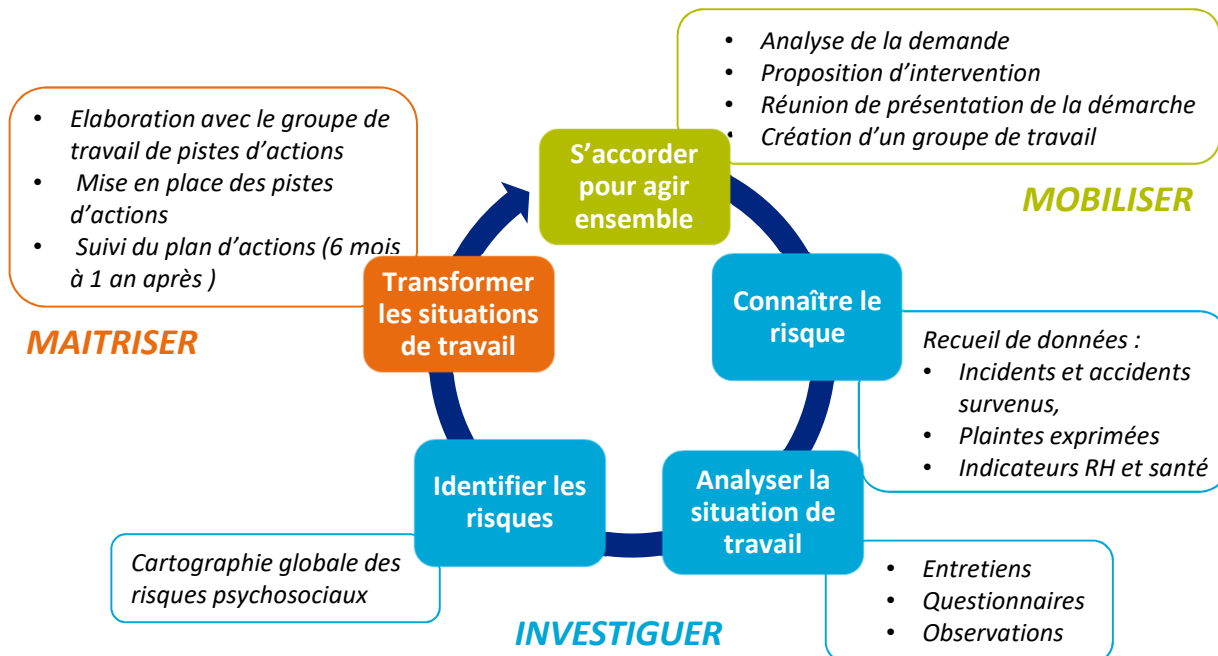 • Analyse de la demande
• Proposition d'intervention
• Réunion de présentation de la démarche
• Création d'un groupe de travail
MOBILISER
S'accorder
pour agir
ensemble
Connaître le
risque
Recueil de données :
• Incidents et accidents
survenus,
• Plaintes exprimées
• Indicateurs RH et santé
Analyser la
situation de
travail
• Entretiens
• Questionnaires
• Observations
INVESTIGUER
Identifier les
risques
Cartographie globale des
risques psychosociaux
Transformer
les situations
de travail
• Elaboration avec le groupe de
travail de pistes d'actions
• Mise en place des pistes
d'actions
• Suivi du plan d'actions (6 mois
à 1 an après )
MAITRISER